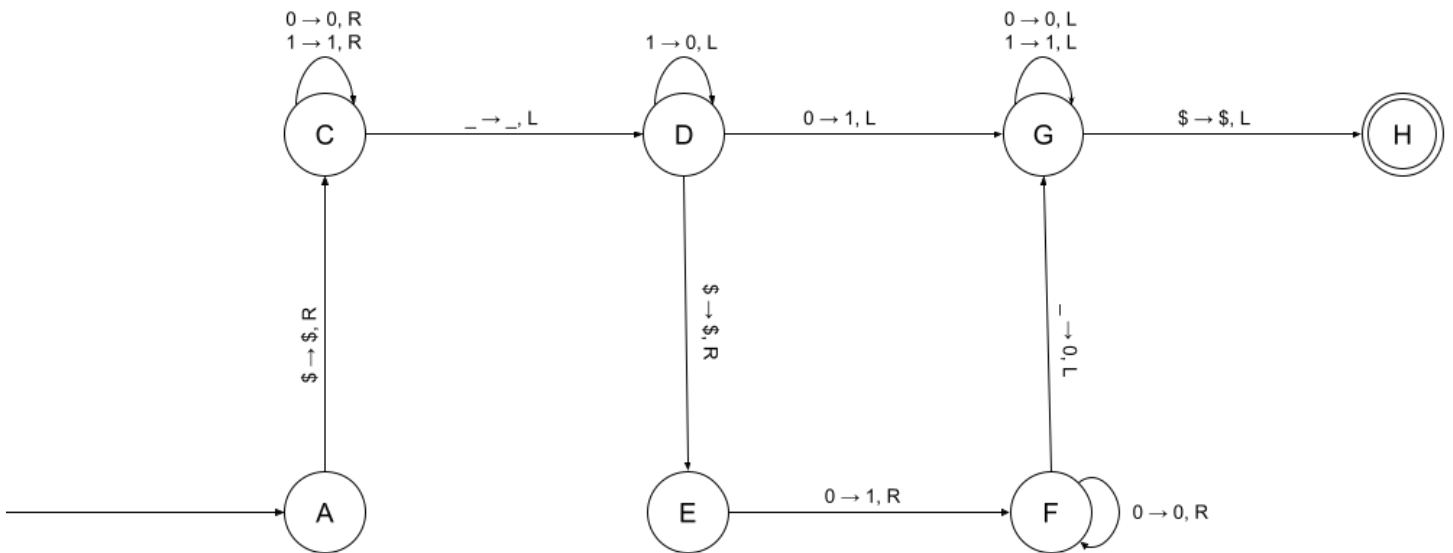 0 → 0, R
1 → 1, R
1 → 0, L
0 → 0, L
1 → 1, L
C
_ → _, L
D
0 → 1, L
G
$ → $, L
H
$ → $, R
$ → $, R
_ → 0, L
A
E
0 → 1, R
F
0 → 0, R